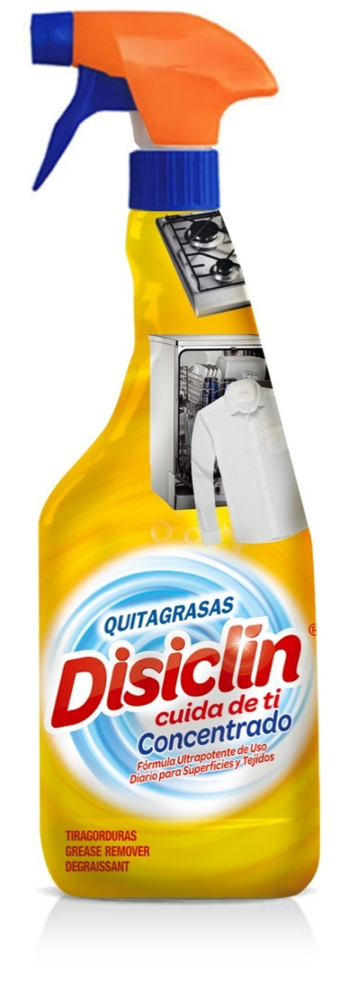 QUITAGRASAS
Disiclin
®
cuida de ti
Concentrado
Fórmula Ultrapotente de Uso
Diario para Superficies y Tejidos
TIRAGORDURAS
GREASE REMOVER
DEGRAISSANT